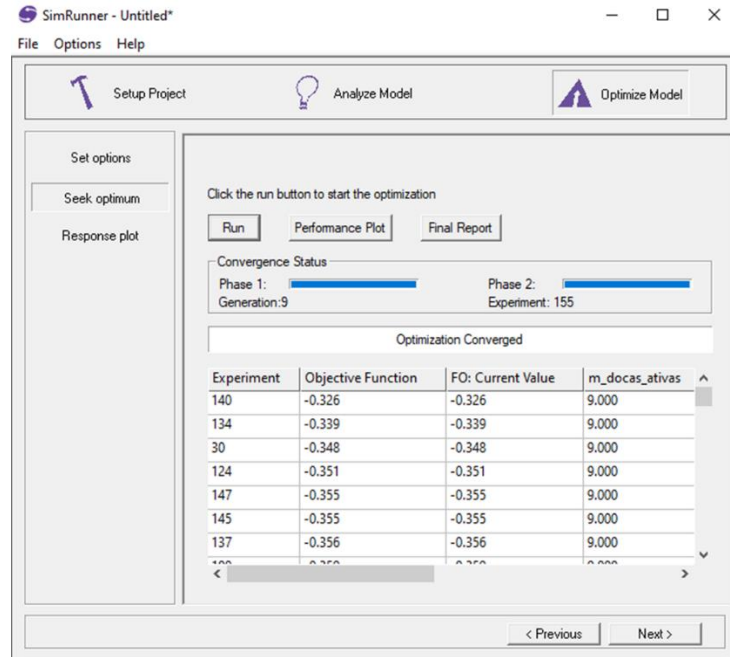 SimRunner - Untitled*
File Options Help
Setup Project Analyze Model Optimize Model
Set options
Seek optimum
Response plot
Click the run button to start the optimization
Run Performance Plot Final Report
Convergence Status
Phase 1: Phase 2:
Generation:9 Experiment: 155
Optimization Converged
Experiment Objective Function FO: Current Value m_docas_ativas
140 -0.326 -0.326 9.000
134 -0.339 -0.339 9.000
30 -0.348 -0.348 9.000
124 -0.351 -0.351 9.000
147 -0.355 -0.355 9.000
145 -0.355 -0.355 9.000
137 -0.356 -0.356 9.000
< Previous Next >